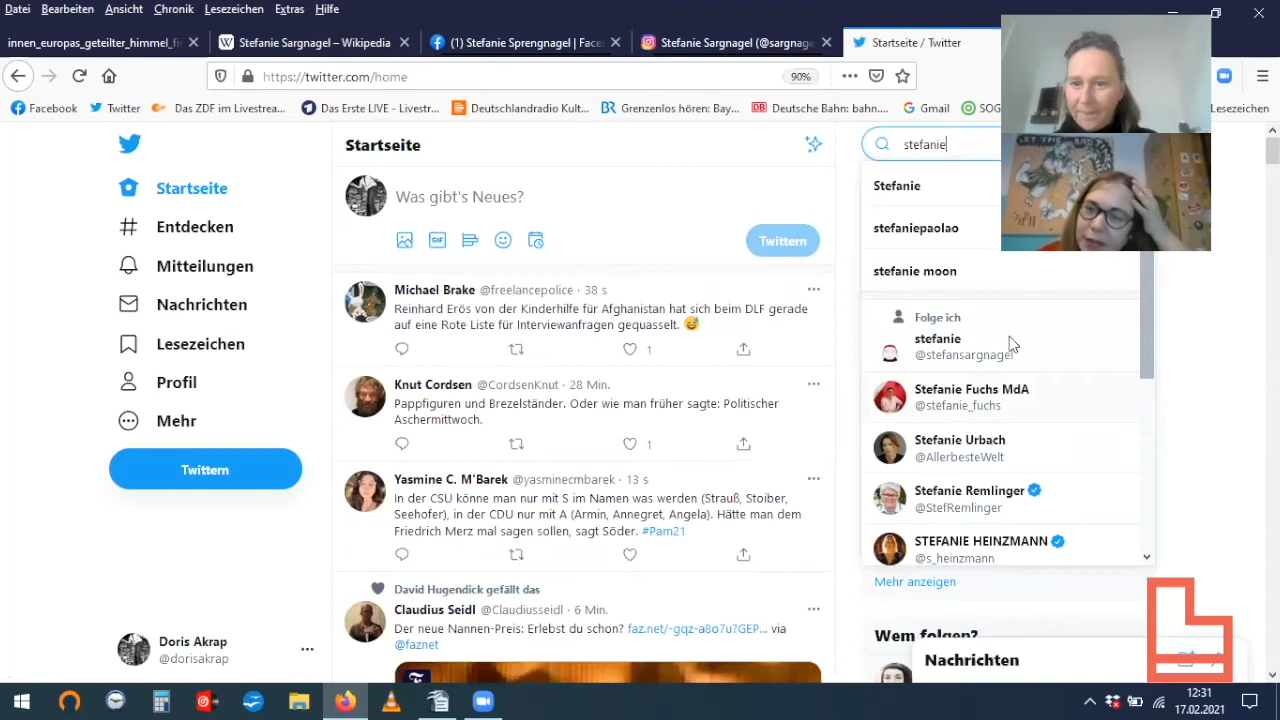 Datei Bearbeiten Ansicht Chronik Lesezeichen Extras Hilfe
innen_europas_geteilter_himmel_fi
Stefanie Sargnagel – Wikipedia
(1) Stefanie Sprengnagel | Face
Stefanie Sargnagel (@sargnage
Startseite / Twitter
https://twitter.com/home
90%
Facebook
Twitter
Das ZDF im Livestrea...
Das Erste LIVE - Livestr...
Deutschlandradio Kult...
BR Grenzenlos hören: Bay...
DB Deutsche Bahn: bahn....
Gmail
SOG
Lesezeichen
Startseite
Entdecken
Mitteilungen
Nachrichten
Lesezeichen
Profil
Mehr
Twittern
Doris Akrap
@dorisakrap
Startseite
Was gibt's Neues?
GIF
Twittern
Michael Brake @freelancepolice · 38 s
Reinhard Erös von der Kinderhilfe für Afghanistan hat sich beim DLF gerade
auf eine Rote Liste für Interviewanfragen gequasselt. 😅
1
Knut Cordsen @CordsenKnut · 28 Min.
Pappfiguren und Brezelständer. Oder wie man früher sagte: Politischer
Aschermittwoch.
1
Yasmine C. M'Barek @yasminecmbarek · 13 s
In der CSU könne man nur mit S im Namen was werden (Strauß, Stoiber,
Seehofer), in der CDU nur mit A (Armin, Annegret, Angela). Hätte man dem
Friedrich Merz mal sagen sollen, sagt Söder. #Pam21
David Hugendick gefällt das
Claudius Seidl @Claudiusseidl · 6 Min.
Der neue Nannen-Preis: Erlebst du schon? faz.net/-gqz-a8o7u?GEP... via
@faznet
stefanie
Stefanie
stefaniepaolao
stefanie moon
Folge ich
stefanie
@stefansargnagel
Stefanie Fuchs MdA
@stefanie_fuchs
Stefanie Urbach
@AllerbesteWelt
Stefanie Remlinger
@StefRemlinger
STEFANIE HEINZMANN
@s_heinzmann
Mehr anzeigen
Wem folgen?
Nachrichten
LET THE BAD
12:31
17.02.2021